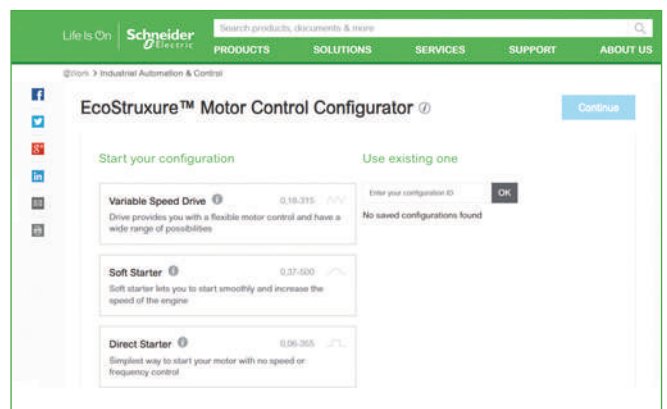 Life Is On
Schneider
Electric
Search products, documents & more
PRODUCTS SOLUTIONS SERVICES SUPPORT ABOUT US
> Industrial Automation & Control
EcoStruxure™ Motor Control Configurator
Continue
Start your configuration
Variable Speed Drive 0,18-315
Drive provides you with a flexible motor control and have a
wide range of possibilities
Soft Starter 0,37-500
Soft starter lets you to start smoothly and increase the
speed of the engine
Direct Starter 0,06-355
Simplest way to start your motor with no speed or
frequency control
Use existing one
Enter your configuration ID OK
No saved configurations found